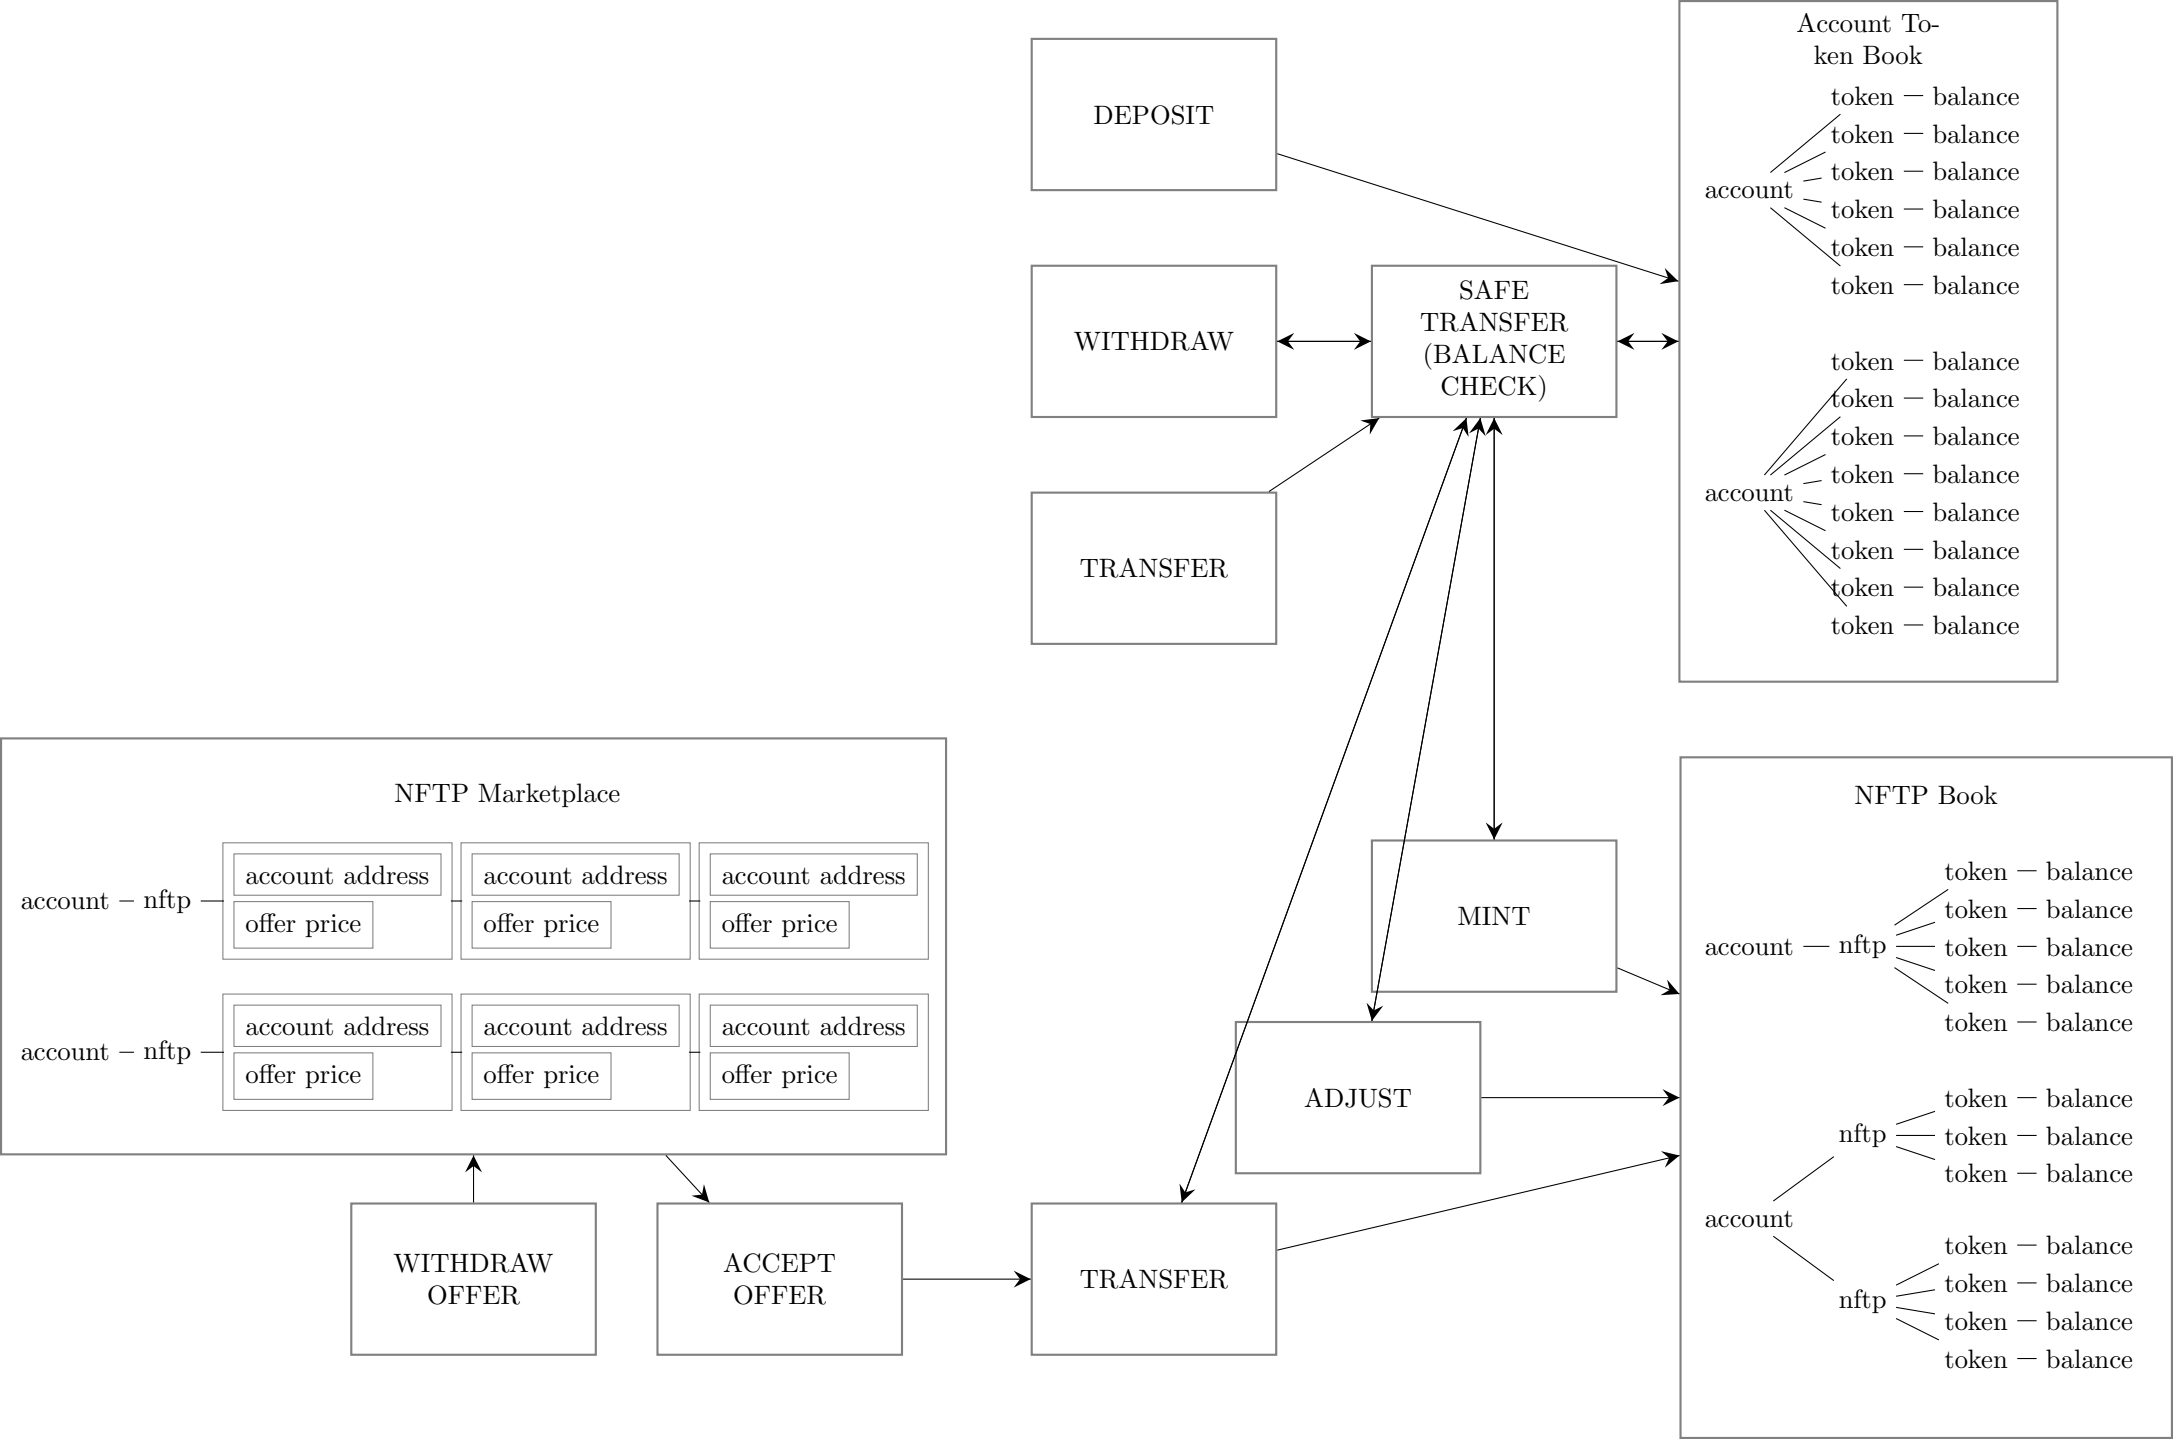 DEPOSIT
WITHDRAW
TRANSFER
SAFE
TRANSFER
(BALANCE
CHECK)
Account To-
ken Book
account
token — balance
token — balance
token — balance
token — balance
token — balance
token — balance
account
token — balance
token — balance
token — balance
token — balance
token — balance
token — balance
token — balance
token — balance
NFTP Marketplace
account – nftp
account address
offer price
account address
offer price
account address
offer price
account – nftp
account address
offer price
account address
offer price
account address
offer price
WITHDRAW
OFFER
ACCEPT
OFFER
TRANSFER
MINT
ADJUST
NFTP Book
account — nftp
token — balance
token — balance
token — balance
token — balance
token — balance
account
nftp
token — balance
token — balance
token — balance
nftp
token — balance
token — balance
token — balance
token — balance